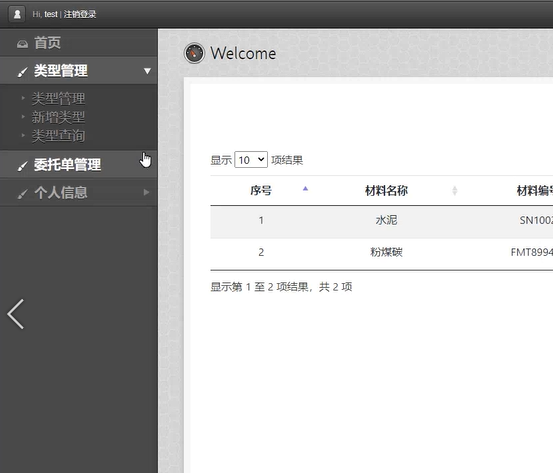 Hi, test | 注销登录
首页
类型管理
类型管理
新增类型
类型查询
委托单管理
个人信息
Welcome
显示 10 项结果
序号 材料名称 材料编号
1 水泥 SN100
2 粉煤碳 FMT8994
显示第 1 至 2 项结果，共 2 项